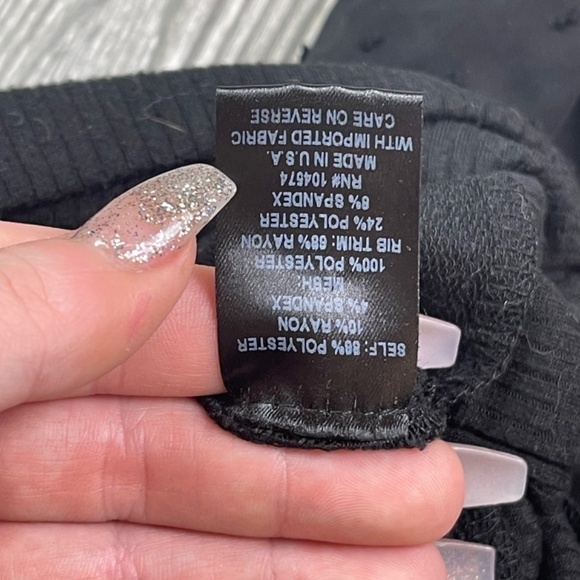 SELF: 86% POLYESTER
10% RAYON
4% SPANDEX
MESH:
100% POLYESTER
RIB TRIM: 68% RAYON
24% POLYESTER
8% SPANDEX
RN# 104574
MADE IN U.S.A.
WITH IMPORTED FABRIC
CARE ON REVERSE